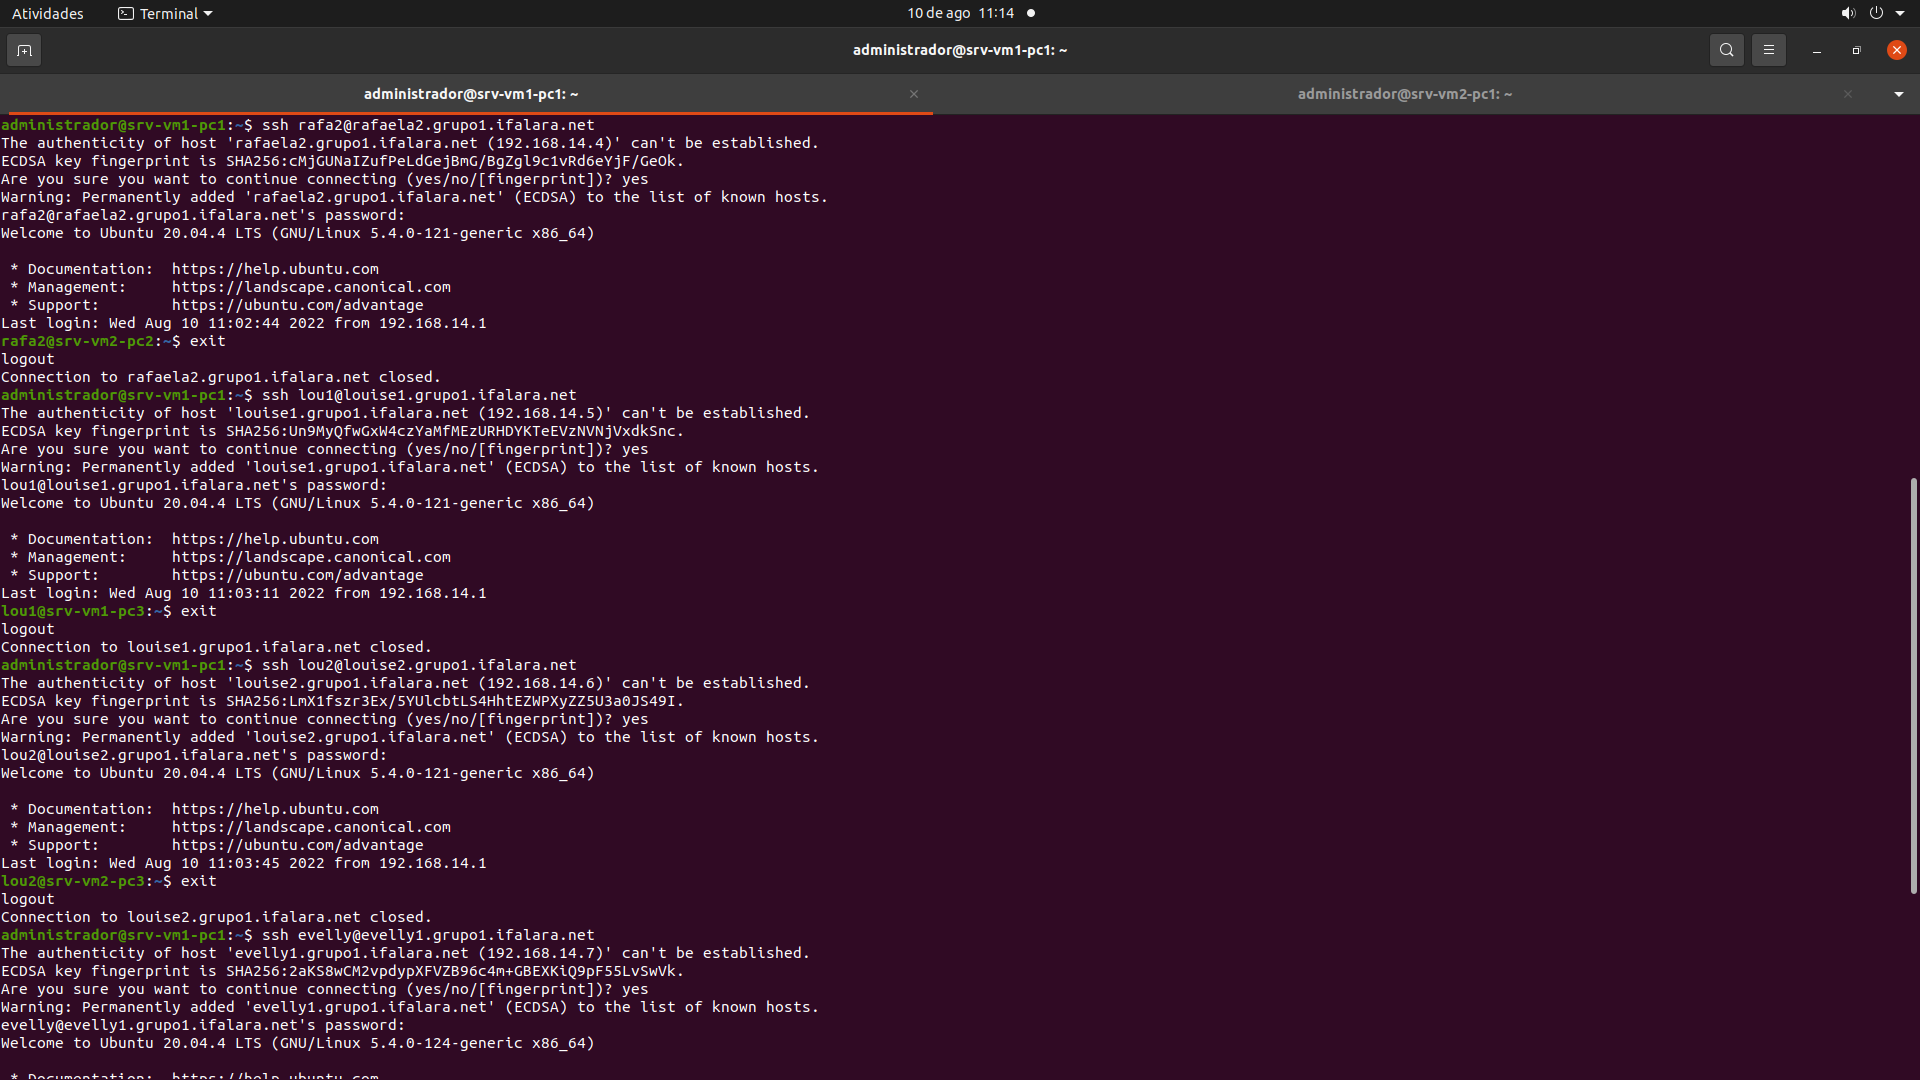 Atividades
Terminal
10 de ago 11:14
administrador@srv-vm1-pc1: ~
administrador@srv-vm1-pc1: ~
administrador@srv-vm2-pc1: ~
administrador@srv-vm1-pc1:~$ ssh rafa2@rafaela2.grupo1.ifalara.net
The authenticity of host 'rafaela2.grupo1.ifalara.net (192.168.14.4)' can't be established.
ECDSA key fingerprint is SHA256:cMjGUNaIZufPeLdGejBmG/BgZgl9c1vRd6eYjF/GeOk.
Are you sure you want to continue connecting (yes/no/[fingerprint])? yes
Warning: Permanently added 'rafaela2.grupo1.ifalara.net' (ECDSA) to the list of known hosts.
rafa2@rafaela2.grupo1.ifalara.net's password:
Welcome to Ubuntu 20.04.4 LTS (GNU/Linux 5.4.0-121-generic x86_64)
* Documentation:  https://help.ubuntu.com
* Management:     https://landscape.canonical.com
* Support:        https://ubuntu.com/advantage
Last login: Wed Aug 10 11:02:44 2022 from 192.168.14.1
rafa2@srv-vm2-pc2:~$ exit
logout
Connection to rafaela2.grupo1.ifalara.net closed.
administrador@srv-vm1-pc1:~$ ssh lou1@louise1.grupo1.ifalara.net
The authenticity of host 'louise1.grupo1.ifalara.net (192.168.14.5)' can't be established.
ECDSA key fingerprint is SHA256:Un9MyQfwGxW4czYaMfMEzURHDYKTeEVzNVNjVxdkSnc.
Are you sure you want to continue connecting (yes/no/[fingerprint])? yes
Warning: Permanently added 'louise1.grupo1.ifalara.net' (ECDSA) to the list of known hosts.
lou1@louise1.grupo1.ifalara.net's password:
Welcome to Ubuntu 20.04.4 LTS (GNU/Linux 5.4.0-121-generic x86_64)
* Documentation:  https://help.ubuntu.com
* Management:     https://landscape.canonical.com
* Support:        https://ubuntu.com/advantage
Last login: Wed Aug 10 11:03:11 2022 from 192.168.14.1
lou1@srv-vm1-pc3:~$ exit
logout
Connection to louise1.grupo1.ifalara.net closed.
administrador@srv-vm1-pc1:~$ ssh lou2@louise2.grupo1.ifalara.net
The authenticity of host 'louise2.grupo1.ifalara.net (192.168.14.6)' can't be established.
ECDSA key fingerprint is SHA256:LmX1fszr3Ex/5YUlcbtLS4HhtEZWPXyZZ5U3a0JS49I.
Are you sure you want to continue connecting (yes/no/[fingerprint])? yes
Warning: Permanently added 'louise2.grupo1.ifalara.net' (ECDSA) to the list of known hosts.
lou2@louise2.grupo1.ifalara.net's password:
Welcome to Ubuntu 20.04.4 LTS (GNU/Linux 5.4.0-121-generic x86_64)
* Documentation:  https://help.ubuntu.com
* Management:     https://landscape.canonical.com
* Support:        https://ubuntu.com/advantage
Last login: Wed Aug 10 11:03:45 2022 from 192.168.14.1
lou2@srv-vm2-pc3:~$ exit
logout
Connection to louise2.grupo1.ifalara.net closed.
administrador@srv-vm1-pc1:~$ ssh evelly@evelly1.grupo1.ifalara.net
The authenticity of host 'evelly1.grupo1.ifalara.net (192.168.14.7)' can't be established.
ECDSA key fingerprint is SHA256:2aKS8wCM2vpdypXFVZB96c4m+GBEXKiQ9pF55LvSwVk.
Are you sure you want to continue connecting (yes/no/[fingerprint])? yes
Warning: Permanently added 'evelly1.grupo1.ifalara.net' (ECDSA) to the list of known hosts.
evelly@evelly1.grupo1.ifalara.net's password:
Welcome to Ubuntu 20.04.4 LTS (GNU/Linux 5.4.0-124-generic x86_64)
* Documentation:  https://help.ubuntu.com